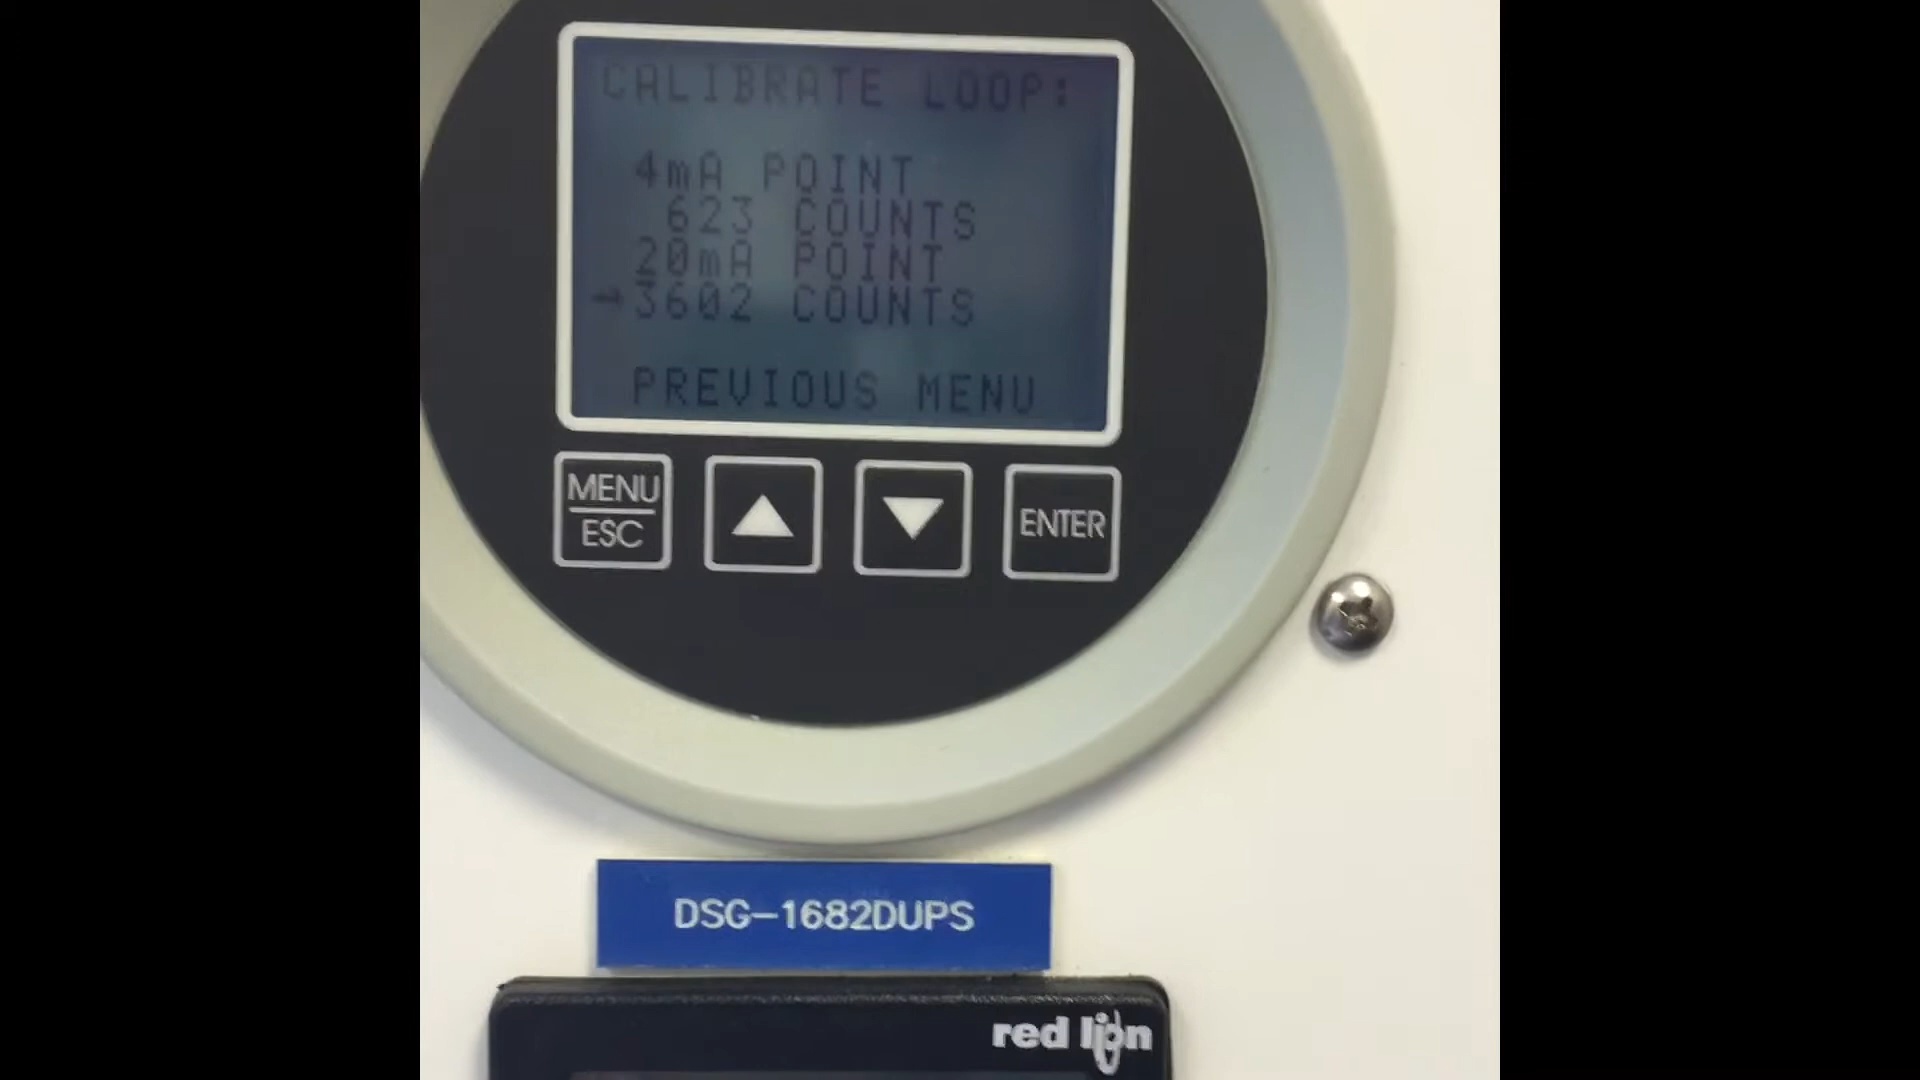 CALIBRATE LOOP:
4mA POINT
623 COUNTS
20mA POINT
→3602 COUNTS
PREVIOUS MENU
MENU
ESC
ENTER
DSG-1682DUPS
red lion